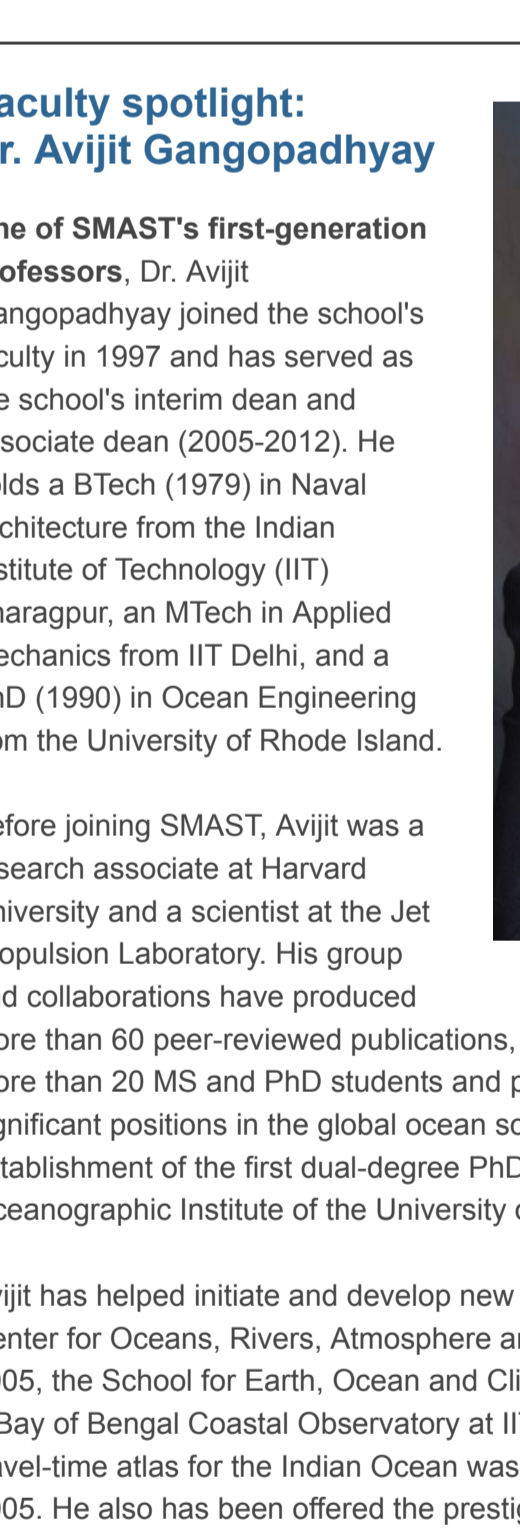 aculty spotlight:
r. Avijit Gangopadhyay
ne of SMAST's first-generation
ofessors, Dr. Avijit
angopadhyay joined the school's
culty in 1997 and has served as
e school's interim dean and
sociate dean (2005-2012). He
lds a BTech (1979) in Naval
chitecture from the Indian
stitute of Technology (IIT)
haragpur, an MTech in Applied
echanics from IIT Delhi, and a
hD (1990) in Ocean Engineering
om the University of Rhode Island.
efore joining SMAST, Avijit was a
search associate at Harvard
niversity and a scientist at the Jet
opulsion Laboratory. His group
d collaborations have produced
ore than 60 peer-reviewed publications,
ore than 20 MS and PhD students and p
gnificant positions in the global ocean sc
tablishment of the first dual-degree PhD
ceanographic Institute of the University o
vijit has helped initiate and develop new
enter for Oceans, Rivers, Atmosphere an
05, the School for Earth, Ocean and Cli
Bay of Bengal Coastal Observatory at II
avel-time atlas for the Indian Ocean was
05. He also has been offered the prestig